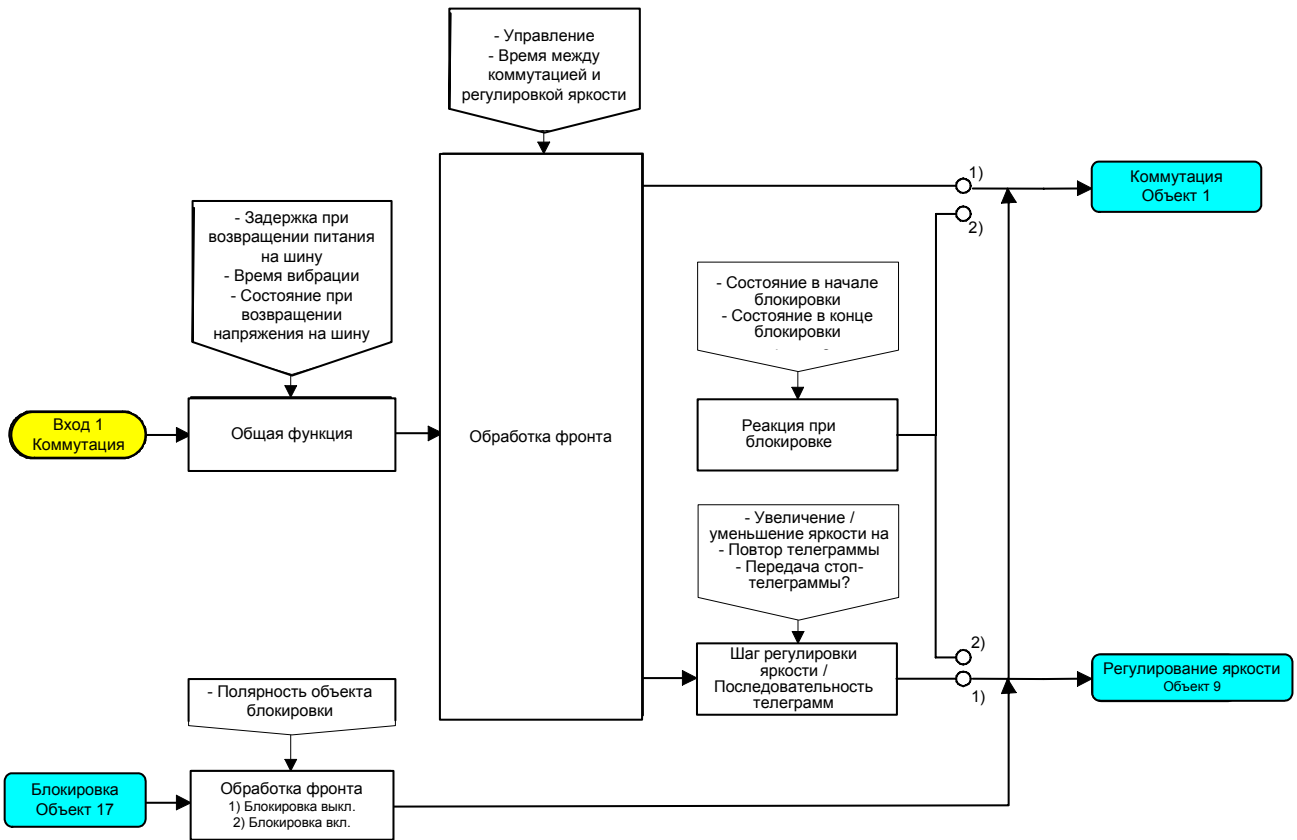 - Управление
- Время между
коммутацией и
регулировкой яркости
1)
Коммутация
Объект 1
2)
- Задержка при
возвращении питания
на шину
- Время вибрации
- Состояние при
возвращении
напряжения на шину
- Состояние в начале
блокировки
- Состояние в конце
блокировки
Вход 1
Коммутация
Общая функция
Обработка фронта
Реакция при
блокировке
- Увеличение /
уменьшение яркости на
- Повтор телеграммы
- Передача стоп-
телеграммы?
2)
Шаг регулировки
яркости /
Последовательность
телеграмм
1)
Регулирование яркости
Объект 9
- Полярность объекта
блокировки
Блокировка
Объект 17
Обработка фронта
1) Блокировка выкл.
2) Блокировка вкл.